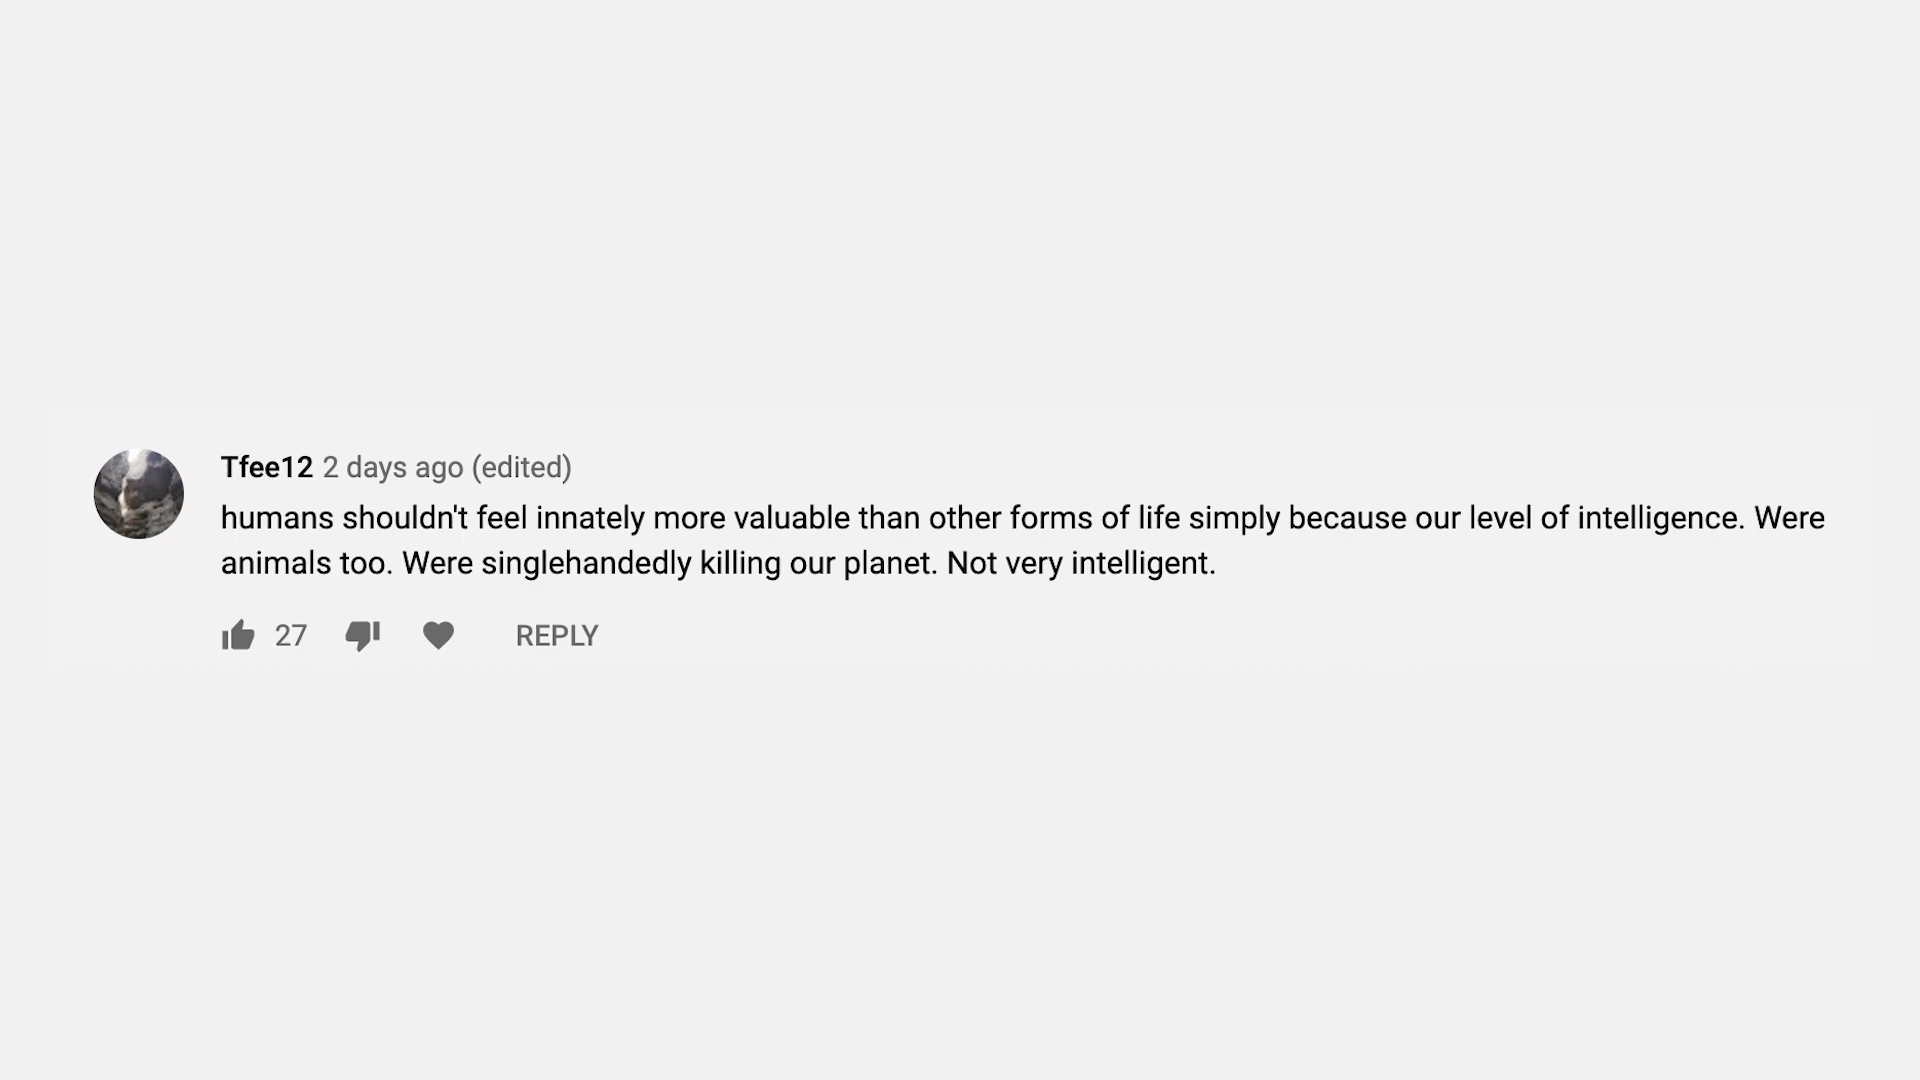 Tfee12 2 days ago (edited)
humans shouldn't feel innately more valuable than other forms of life simply because our level of intelligence. Were
animals too. Were singlehandedly killing our planet. Not very intelligent.
27 REPLY